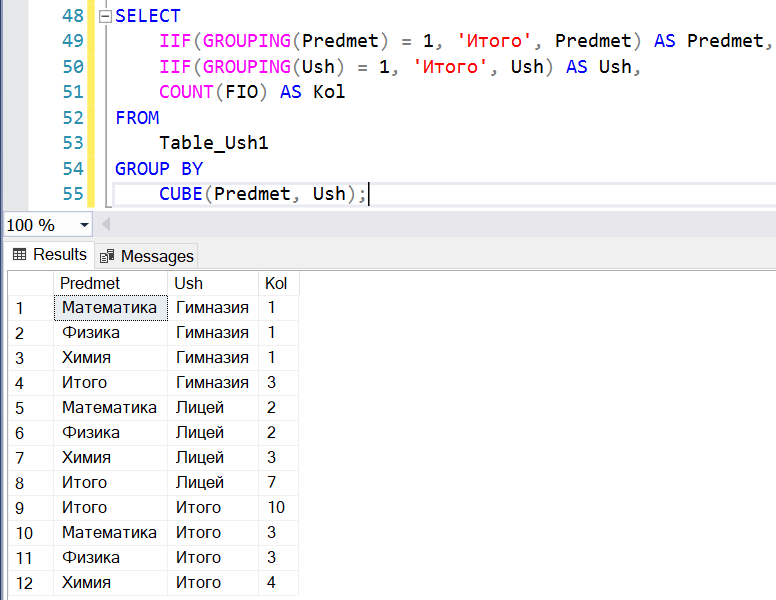 48 SELECT
49 IIF(GROUPING(Predmet) = 1, 'Итого', Predmet) AS Predmet,
50 IIF(GROUPING(Ush) = 1, 'Итого', Ush) AS Ush,
51 COUNT(FIO) AS Kol
52 FROM
53 Table_Ush1
54 GROUP BY
55 CUBE(Predmet, Ush);
100 %
Results Messages
Predmet Ush Kol
1 Математика Гимназия 1
2 Физика Гимназия 1
3 Химия Гимназия 1
4 Итого Гимназия 3
5 Математика Лицей 2
6 Физика Лицей 2
7 Химия Лицей 3
8 Итого Лицей 7
9 Итого Итого 10
10 Математика Итого 3
11 Физика Итого 3
12 Химия Итого 4